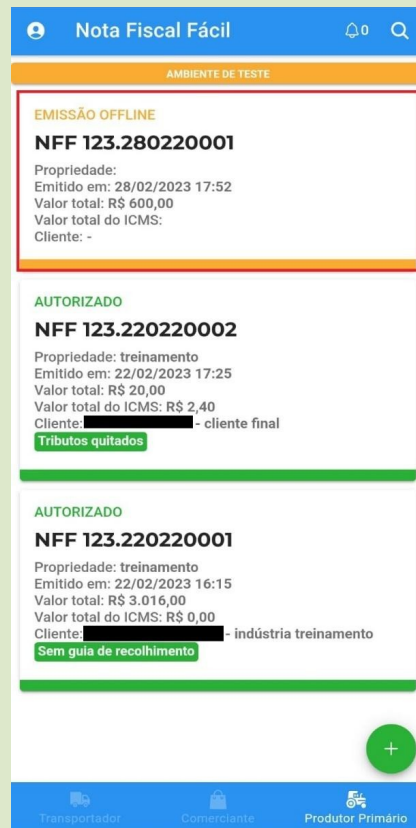 Nota Fiscal Fácil
0
AMBIENTE DE TESTE
EMISSÃO OFFLINE
NFF 123.280220001
Propriedade:
Emitido em: 28/02/2023 17:52
Valor total: R$ 600,00
Valor total do ICMS:
Cliente: -
AUTORIZADO
NFF 123.220220002
Propriedade: treinamento
Emitido em: 22/02/2023 17:25
Valor total: R$ 20,00
Valor total do ICMS: R$ 2,40
Cliente: - cliente final
Tributos quitados
AUTORIZADO
NFF 123.220220001
Propriedade: treinamento
Emitido em: 22/02/2023 16:15
Valor total: R$ 3.016,00
Valor total do ICMS: R$ 0,00
Cliente: - indústria treinamento
Sem guia de recolhimento
+
Transportador Comerciante Produtor Primário